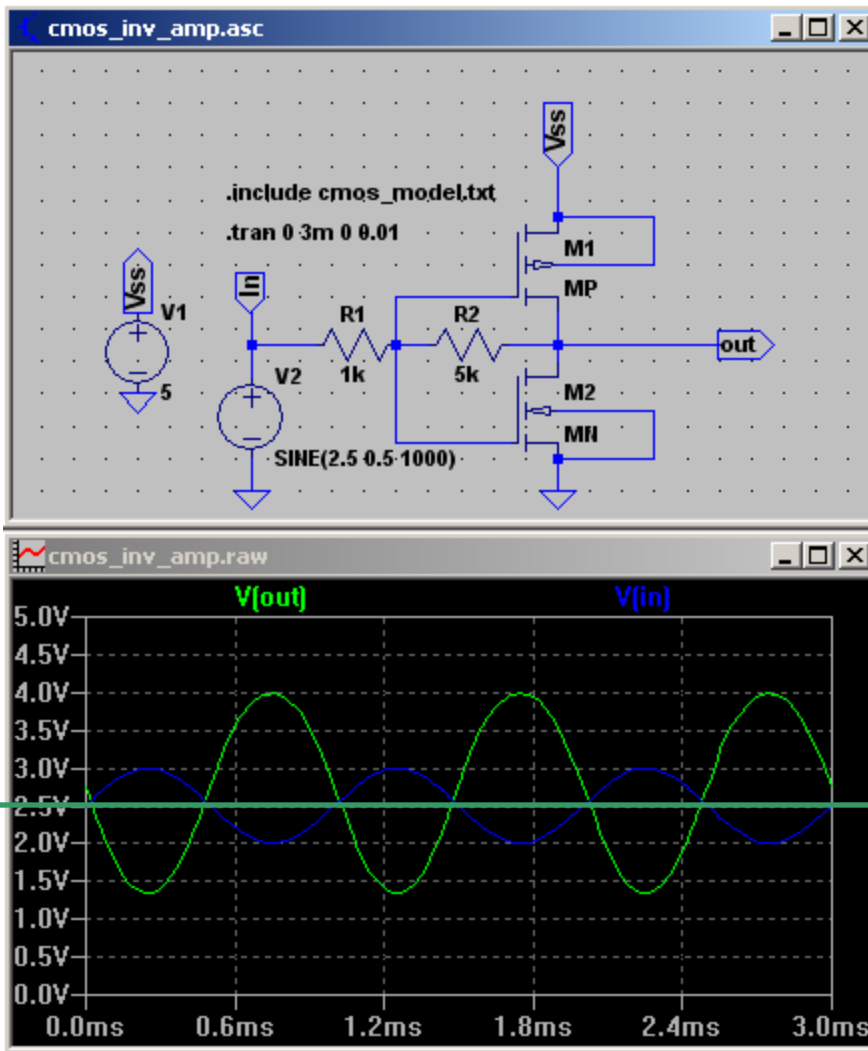 cmos_inv_amp.asc
Vss
.include cmos_model.txt
.tran 0 3m 0 0.01
M1
MP
Vss
In
V1
R1
R2
out
1k
5k
V2
5
M2
MN
SINE(2.5 0.5 1000)
cmos_inv_amp.raw
V(out) V(in)
5.0V
4.5V
4.0V
3.5V
3.0V
2.5V
2.0V
1.5V
1.0V
0.5V
0.0V
0.0ms 0.6ms 1.2ms 1.8ms 2.4ms 3.0ms